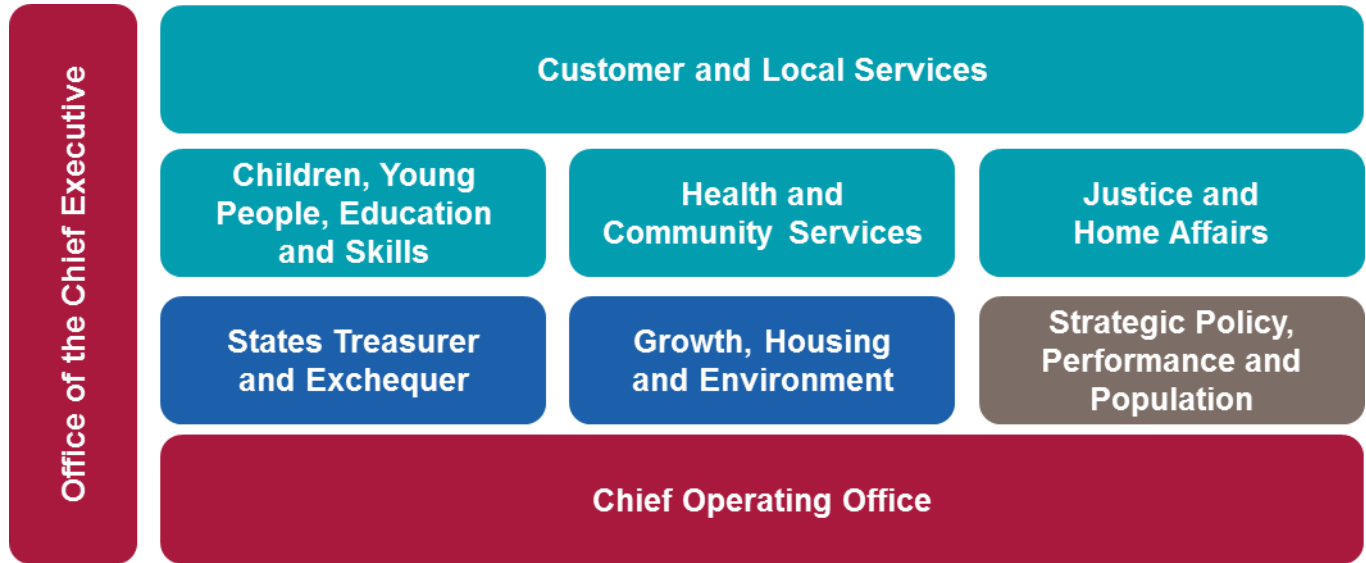 Office of the Chief Executive
Customer and Local Services
Children, Young
People, Education
and Skills
Health and
Community Services
Justice and
Home Affairs
States Treasurer
and Exchequer
Growth, Housing
and Environment
Strategic Policy,
Performance and
Population
Chief Operating Office